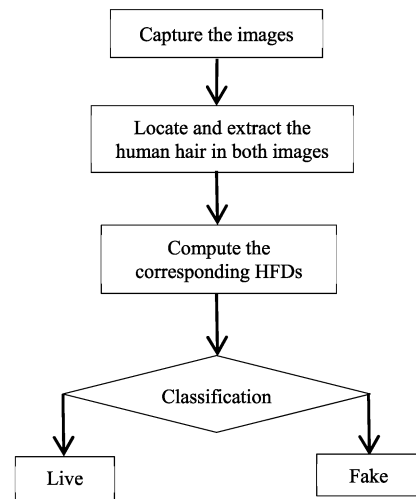 Capture the images
Locate and extract the
human hair in both images
Compute the
corresponding HFDs
Classification
Live
Fake